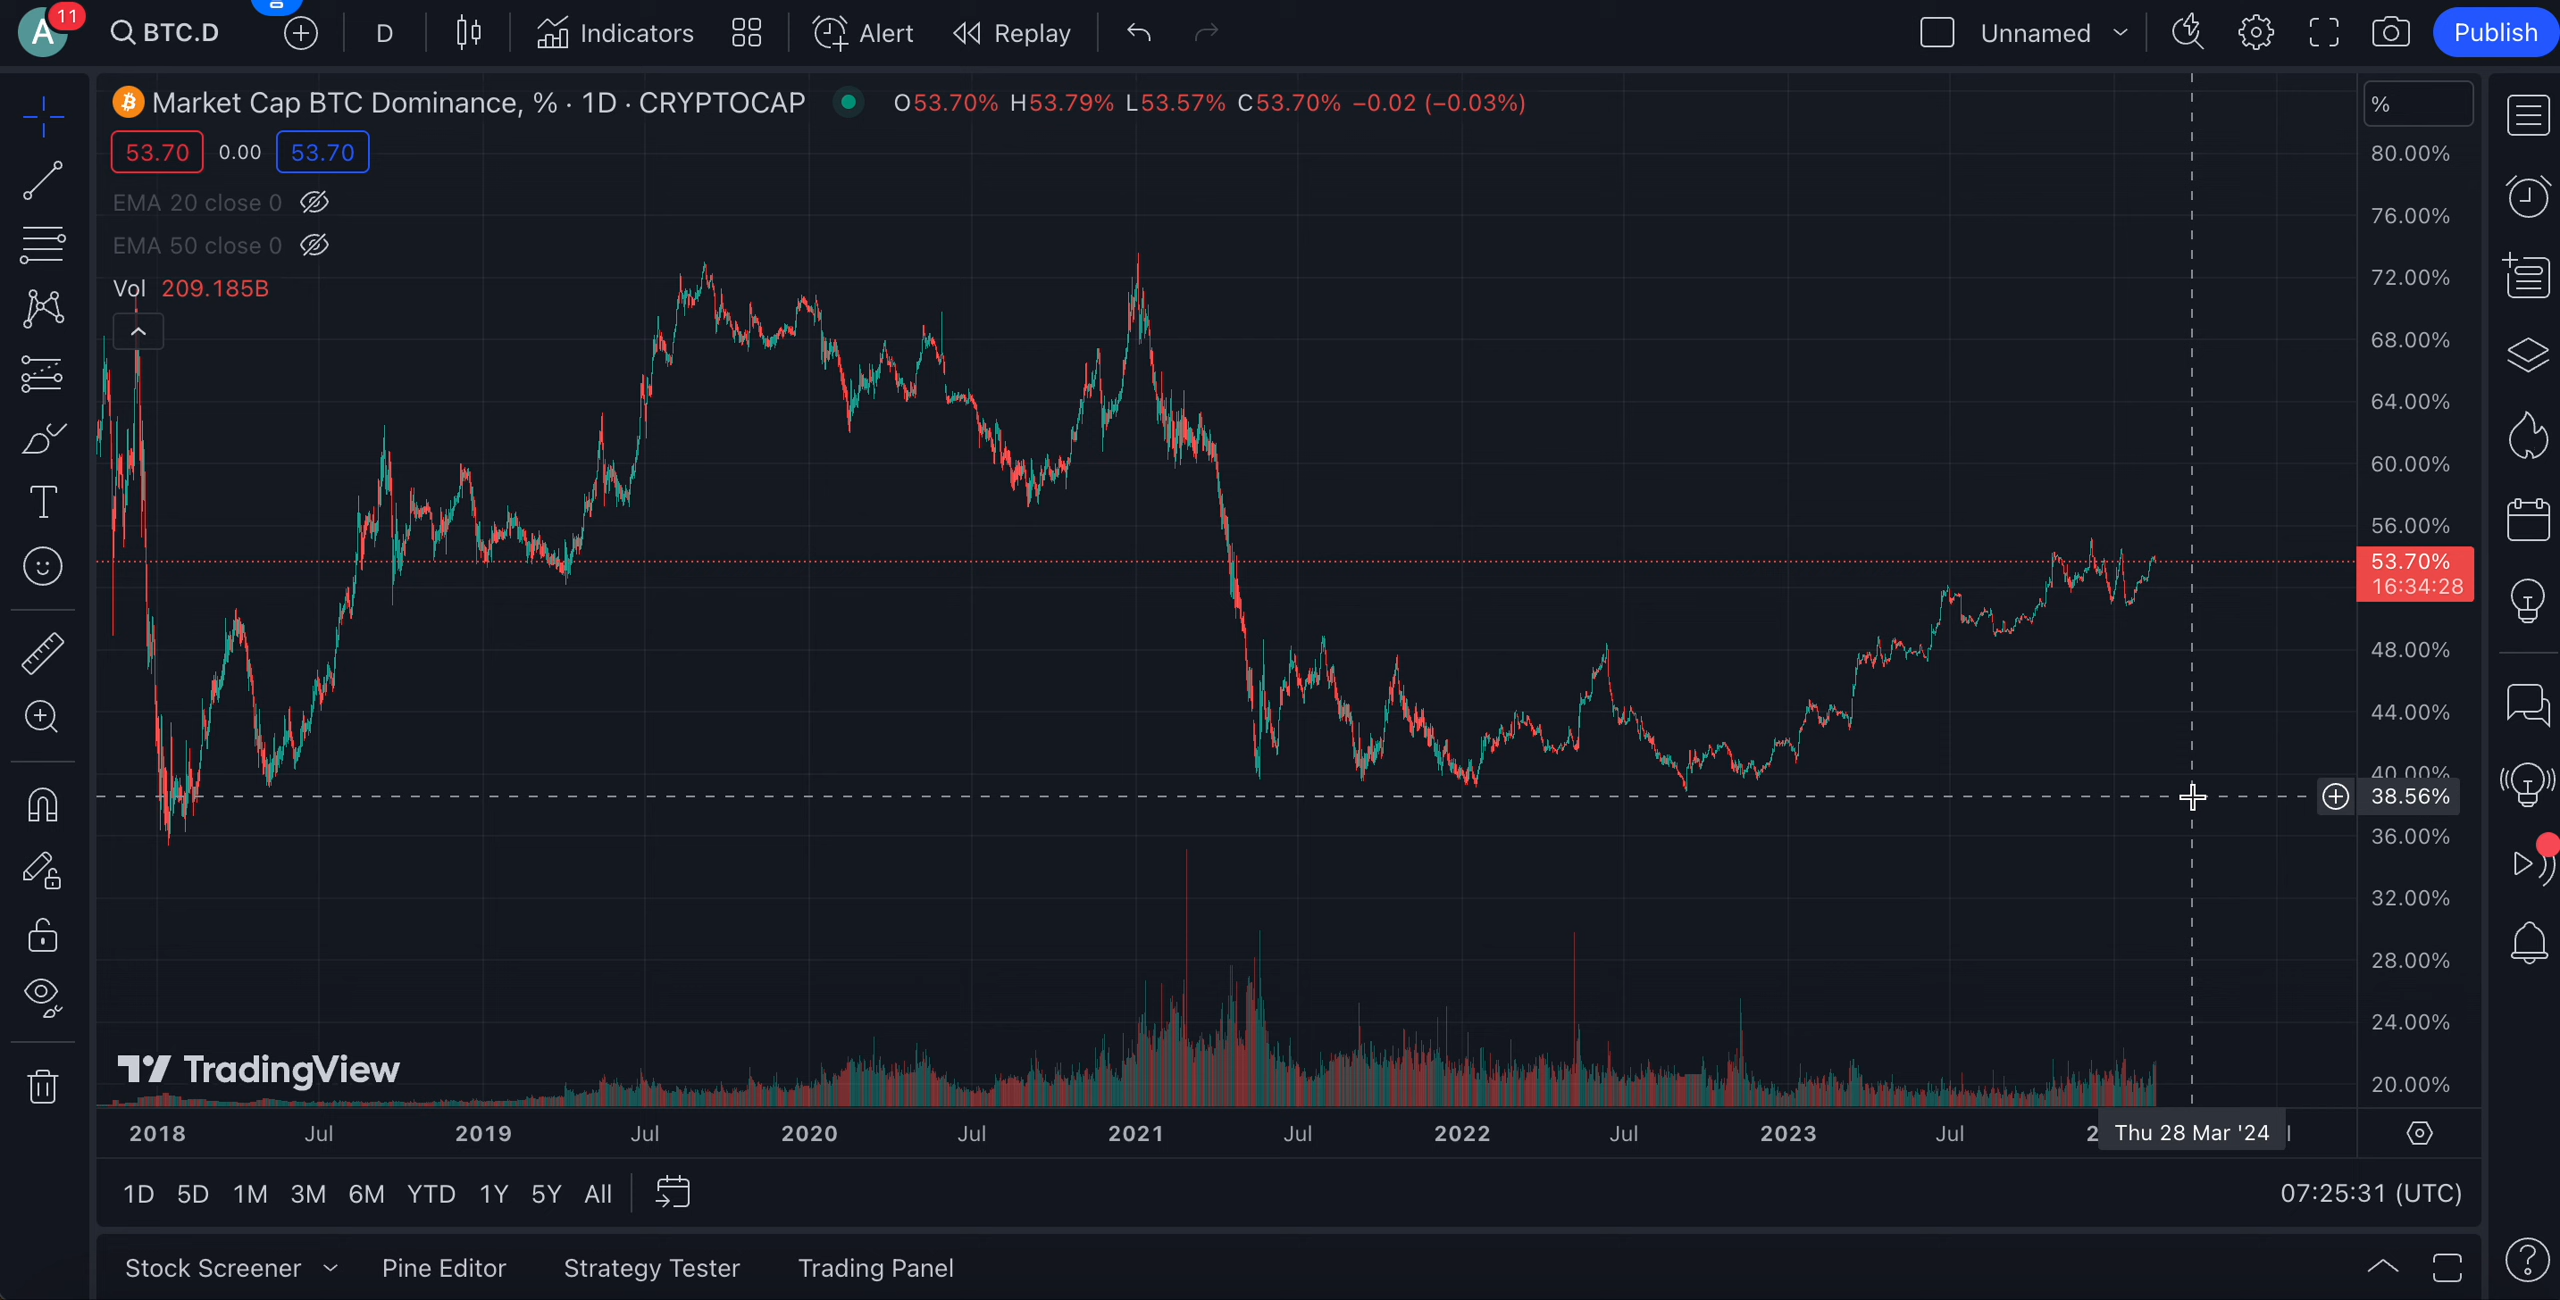 A 11 BTC.D D Indicators Alert Replay Unnamed Publish
Market Cap BTC Dominance, % · 1D · CRYPTOCAP O53.70% H53.79% L53.57% C53.70% −0.02 (−0.03%)
%
53.70 0.00 53.70
80.00%
EMA 20 close 0
76.00%
EMA 50 close 0
72.00%
Vol 209.185B
68.00%
64.00%
60.00%
56.00%
53.70%
16:34:28
48.00%
44.00%
40.00%
38.56%
36.00%
32.00%
28.00%
24.00%
TradingView
20.00%
2018 Jul 2019 Jul 2020 Jul 2021 Jul 2022 Jul 2023 Jul 2 Thu 28 Mar '24
1D 5D 1M 3M 6M YTD 1Y 5Y All 07:25:31 (UTC)
Stock Screener Pine Editor Strategy Tester Trading Panel